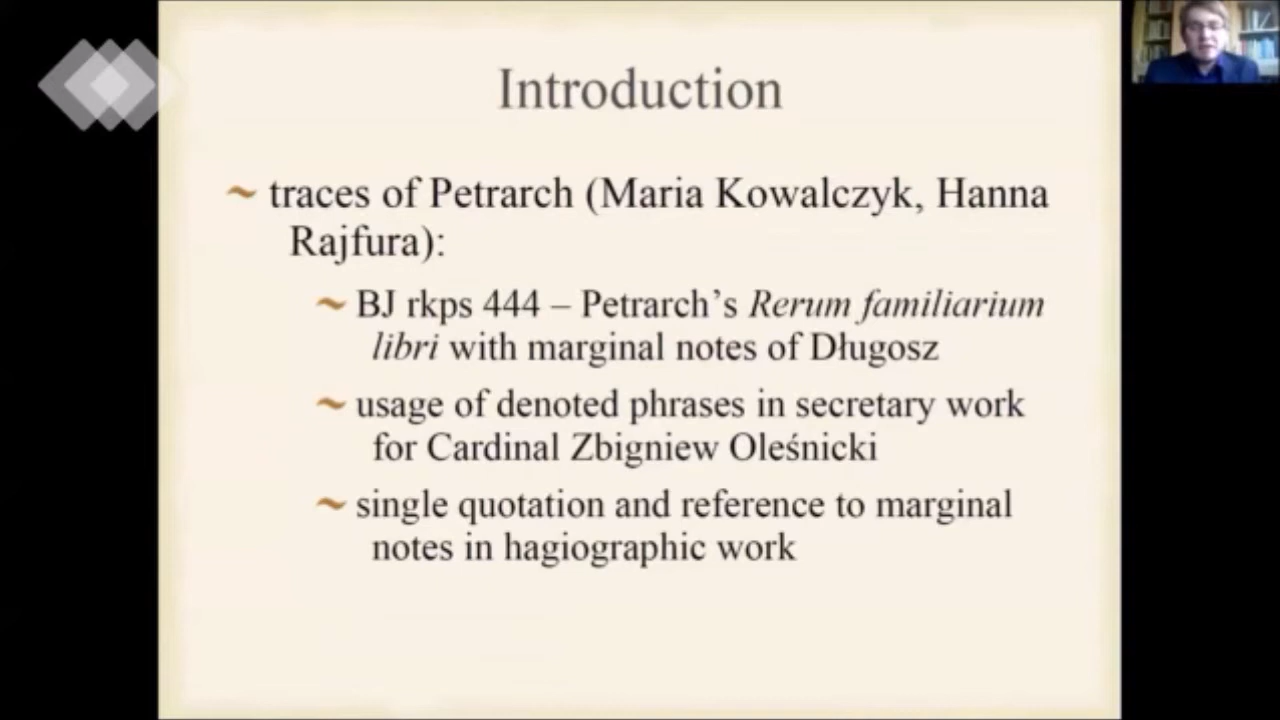 Introduction
~ traces of Petrarch (Maria Kowalczyk, Hanna
Rajfura):
~ BJ rkps 444 – Petrarch's Rerum familiarium
libri with marginal notes of Długosz
~ usage of denoted phrases in secretary work
for Cardinal Zbigniew Oleśnicki
~ single quotation and reference to marginal
notes in hagiographic work